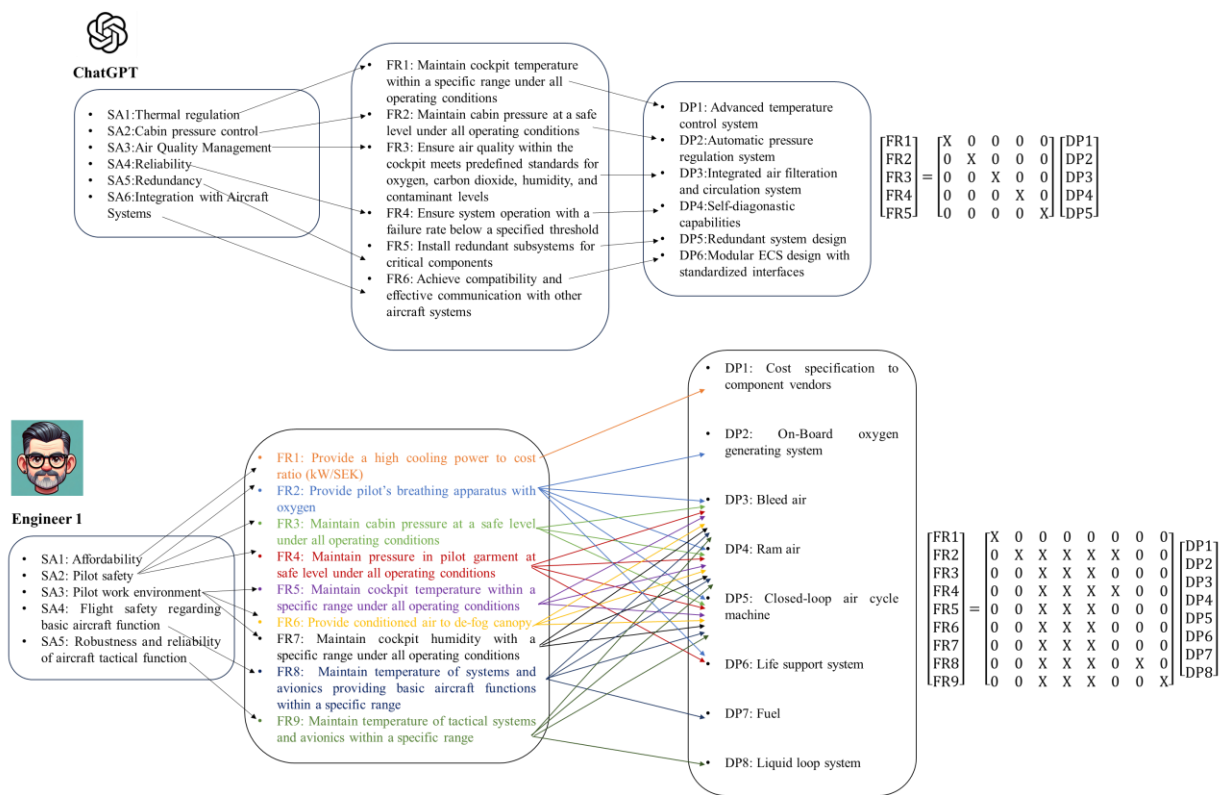 ChatGPT
• SA1:Thermal regulation
• SA2:Cabin pressure control
• SA3:Air Quality Management
• SA4:Reliability
• SA5:Redundancy
• SA6:Integration with Aircraft
Systems
• FR1: Maintain cockpit temperature
within a specific range under all
operating conditions
• FR2: Maintain cabin pressure at a safe
level under all operating conditions
• FR3: Ensure air quality within the
cockpit meets predefined standards for
oxygen, carbon dioxide, humidity, and
contaminant levels
• FR4: Ensure system operation with a
failure rate below a specified threshold
• FR5: Install redundant subsystems for
critical components
• FR6: Achieve compatibility and
effective communication with other
aircraft systems
• DP1: Advanced temperature
control system
• DP2:Automatic pressure
regulation system
• DP3:Integrated air filteration
and circulation system
• DP4:Self-diagonastic
capabilities
• DP5:Redundant system design
• DP6:Modular ECS design with
standardized interfaces
FR1 X 0 0 0 0 DP1
FR2 0 X 0 0 0 DP2
FR3 = 0 0 X 0 0 DP3
FR4 0 0 0 X 0 DP4
FR5 0 0 0 0 X DP5
Engineer 1
• SA1: Affordability
• SA2: Pilot safety
• SA3: Pilot work environment
• SA4: Flight safety regarding
basic aircraft function
• SA5: Robustness and reliability
of aircraft tactical function
• FR1: Provide a high cooling power to cost
ratio (kW/SEK)
• FR2: Provide pilot's breathing apparatus with
oxygen
• FR3: Maintain cabin pressure at a safe level
under all operating conditions
• FR4: Maintain pressure in pilot garment at
safe level under all operating conditions
• FR5: Maintain cockpit temperature within a
specific range under all operating conditions
• FR6: Provide conditioned air to de-fog canopy
• FR7: Maintain cockpit humidity with a
specific range under all operating conditions
• FR8: Maintain temperature of systems and
avionics providing basic aircraft functions
within a specific range
• FR9: Maintain temperature of tactical systems
and avionics within a specific range
• DP1: Cost specification to
component vendors
• DP2: On-Board oxygen
generating system
• DP3: Bleed air
• DP4: Ram air
• DP5: Closed-loop air cycle
machine
• DP6: Life support system
• DP7: Fuel
• DP8: Liquid loop system
FR1 X 0 0 0 0 0 0 0 DP1
FR2 0 X X X X X 0 0 DP2
FR3 0 0 X X X 0 0 0 DP3
FR4 0 0 X X X X 0 0 DP4
FR5 = 0 0 X X X 0 0 0 DP5
FR6 0 0 X X X 0 0 0 DP6
FR7 0 0 X X X 0 0 0 DP7
FR8 0 0 X X X 0 X 0 DP8
FR9 0 0 X X X 0 0 X